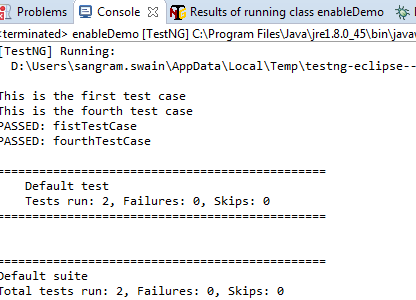 Problems Console Results of running class enableDemo
<terminated> enableDemo [TestNG] C:\Program Files\Java\jre1.8.0_45\bin\javaw
[TestNG] Running:
D:\Users\sangram.swain\AppData\Local\Temp\testng-eclipse--
This is the first test case
This is the fourth test case
PASSED: fistTestCase
PASSED: fourthTestCase
===============================================
Default test
Tests run: 2, Failures: 0, Skips: 0
===============================================
===============================================
Default suite
Total tests run: 2, Failures: 0, Skips: 0